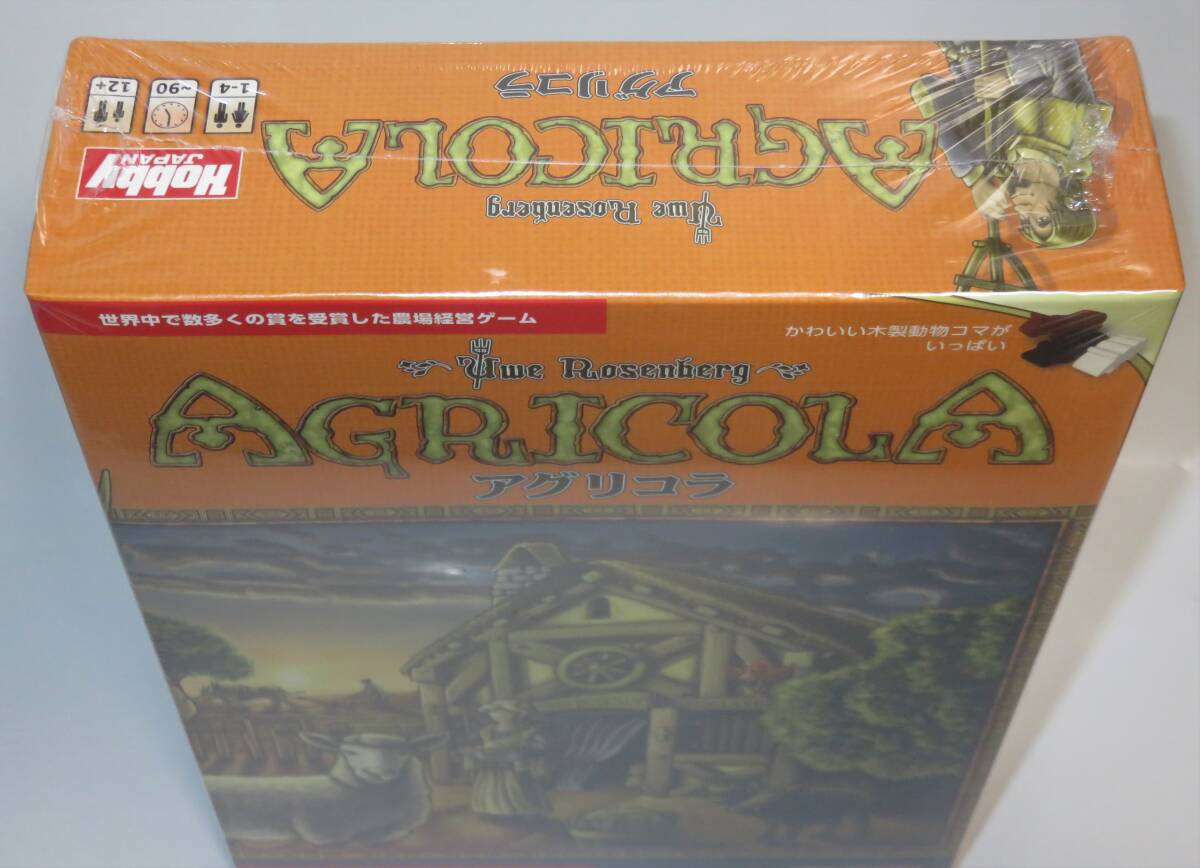 1-4
~90
12+
Hobby
JAPAN
アグリコラ
AGRICOLA
Uwe Rosenberg
世界中で数多くの賞を受賞した農場経営ゲーム
かわいい木製動物コマが
いっぱい
Uwe Rosenberg
AGRICOLA
アグリコラ